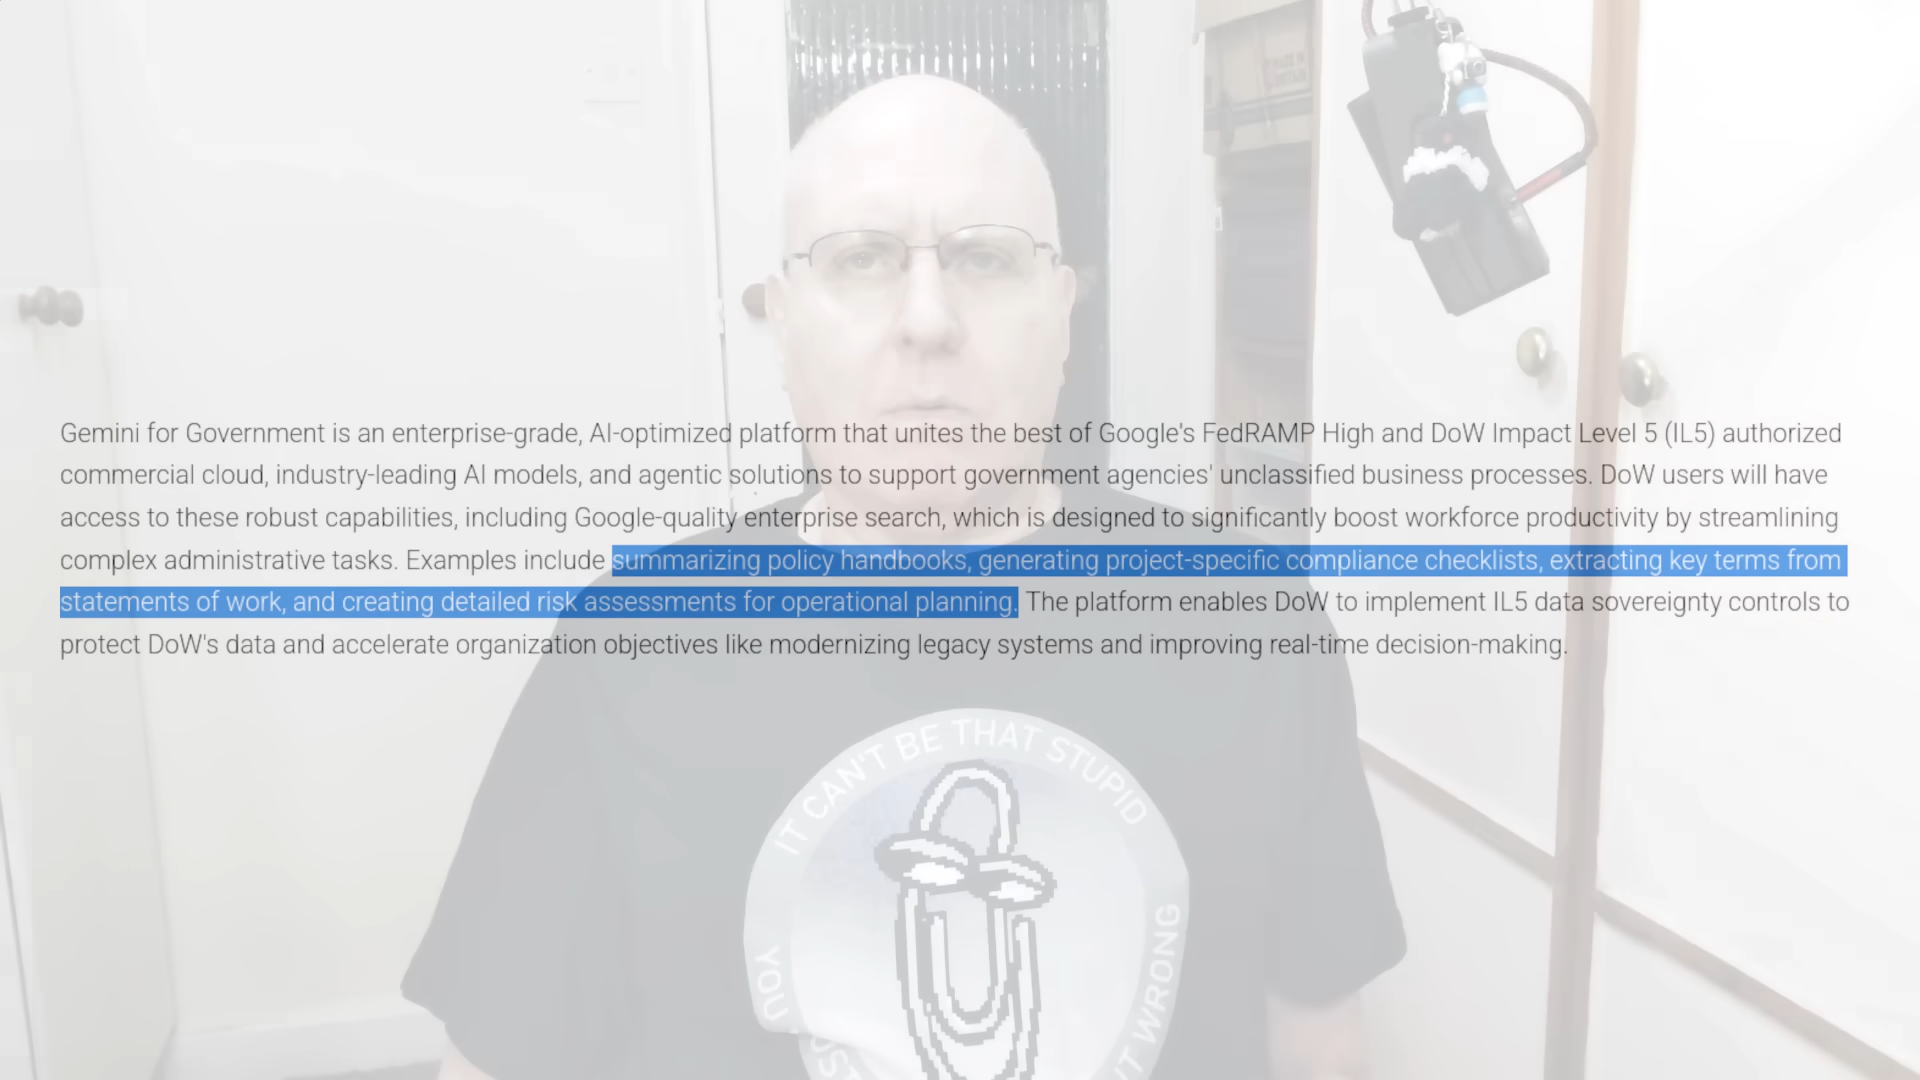 Gemini for Government is an enterprise-grade, AI-optimized platform that unites the best of Google's FedRAMP High and DoW Impact Level 5 (IL5) authorized
commercial cloud, industry-leading AI models, and agentic solutions to support government agencies' unclassified business processes. DoW users will have
access to these robust capabilities, including Google-quality enterprise search, which is designed to significantly boost workforce productivity by streamlining
complex administrative tasks. Examples include summarizing policy handbooks, generating project-specific compliance checklists, extracting key terms from
statements of work, and creating detailed risk assessments for operational planning. The platform enables DoW to implement IL5 data sovereignty controls to
protect DoW's data and accelerate organization objectives like modernizing legacy systems and improving real-time decision-making.
IT CAN'T BE THAT STUPID
YOU
IT WRONG